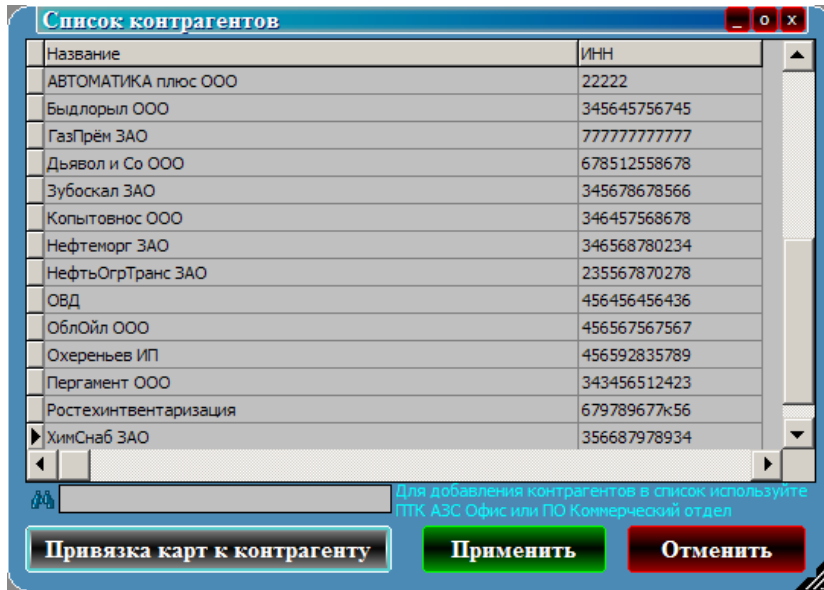 Список контрагентов
_ o x
Название ИНН
АВТОМАТИКА плюс ООО 22222
Быдлорыл ООО 345645756745
ГазПрём ЗАО 777777777777
Дьявол и Со ООО 678512558678
Зубоскал ЗАО 345678678566
Копытовнос ООО 346457568678
Нефтеморг ЗАО 346568780234
НефтьОгрТранс ЗАО 235567870278
ОВД 456456456436
ОблОйл ООО 456567567567
Охереньев ИП 456592835789
Пергамент ООО 343456512423
Ростехинтвентаризация 679789677к56
ХимСнаб ЗАО 356687978934
Для добавления контрагентов в список используйте
ПТК АЗС Офис или ПО Коммерческий отдел
Привязка карт к контрагенту Применить Отменить